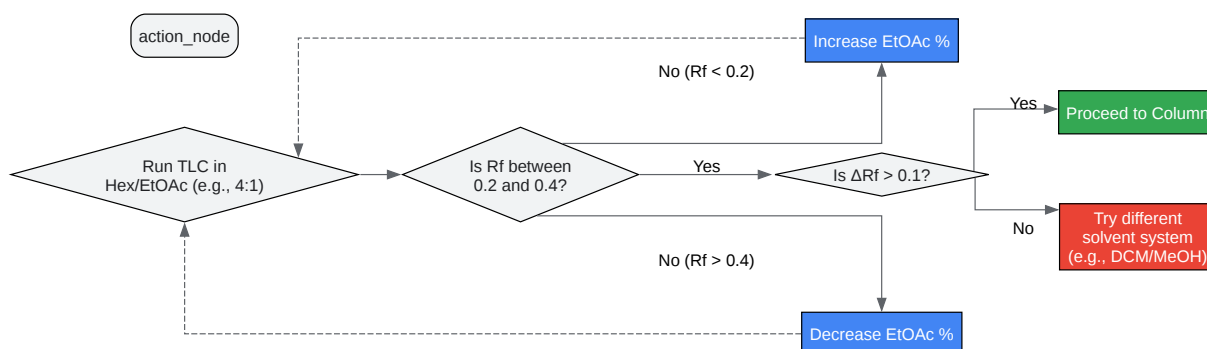 action_node
Increase EtOAc %
No (Rf < 0.2)
Yes
Proceed to Column
Run TLC in
Hex/EtOAc (e.g., 4:1)
Is Rf between
0.2 and 0.4?
Yes
Is ΔRf > 0.1?
No
Try different
solvent system
(e.g., DCM/MeOH)
No (Rf > 0.4)
Decrease EtOAc %